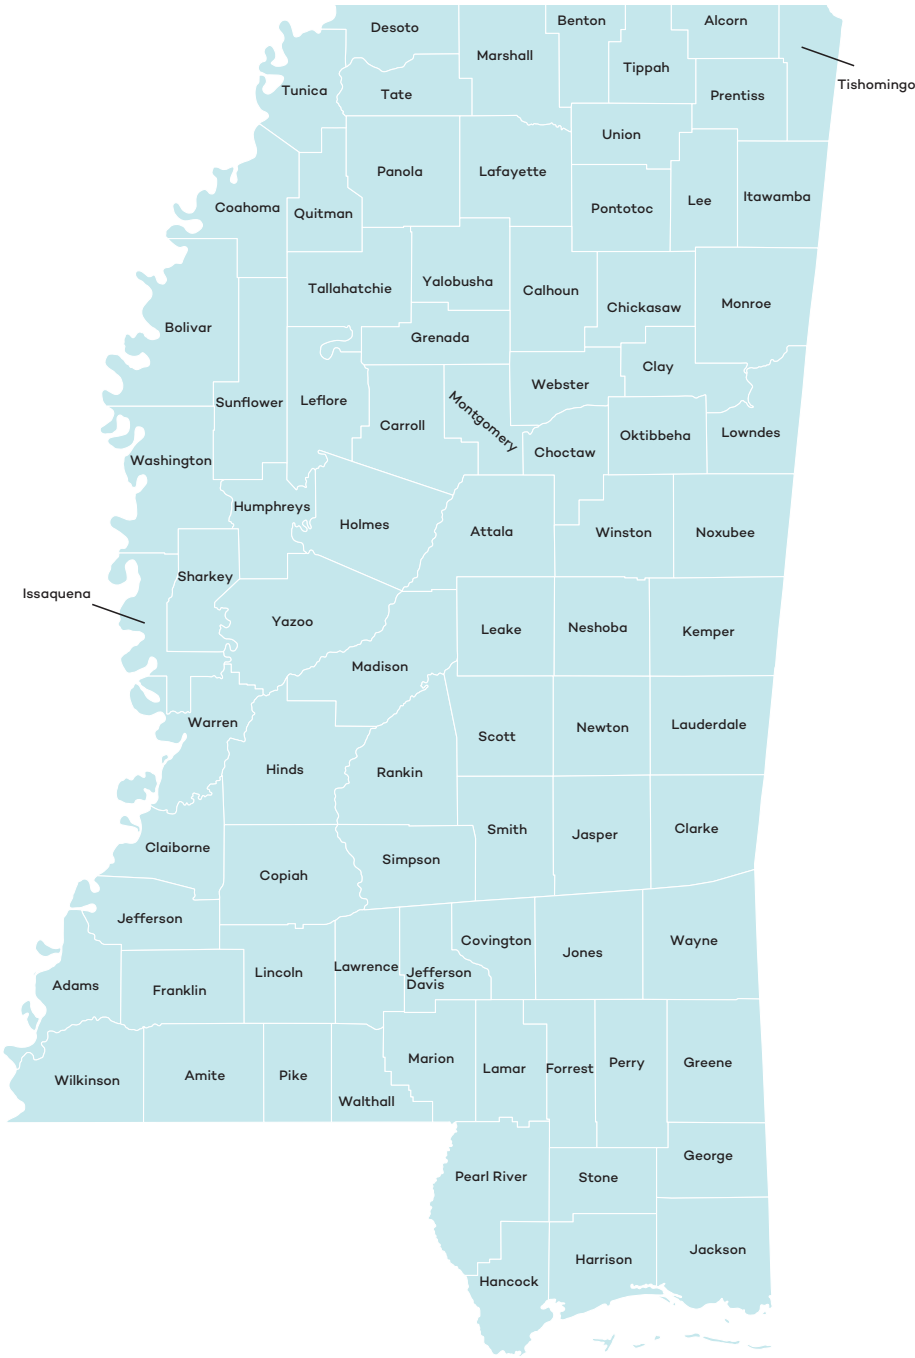 Desoto
Benton
Alcorn
Marshall
Tippah
Tishomingo
Tunica
Tate
Prentiss
Union
Panola
Lafayette
Coahoma
Quitman
Pontotoc
Lee
Itawamba
Tallahatchie
Yalobusha
Calhoun
Chickasaw
Monroe
Bolivar
Grenada
Clay
Webster
Sunflower
Leflore
Carroll
Montgomery
Choctaw
Oktibbeha
Lowndes
Washington
Humphreys
Holmes
Attala
Winston
Noxubee
Sharkey
Issaquena
Yazoo
Leake
Neshoba
Kemper
Madison
Warren
Scott
Newton
Lauderdale
Hinds
Rankin
Smith
Jasper
Clarke
Claiborne
Simpson
Copiah
Jefferson
Covington
Jones
Wayne
Lawrence
Jefferson
Davis
Lincoln
Adams
Franklin
Marion
Lamar
Forrest
Perry
Greene
Wilkinson
Amite
Pike
Walthall
George
Pearl River
Stone
Jackson
Harrison
Hancock